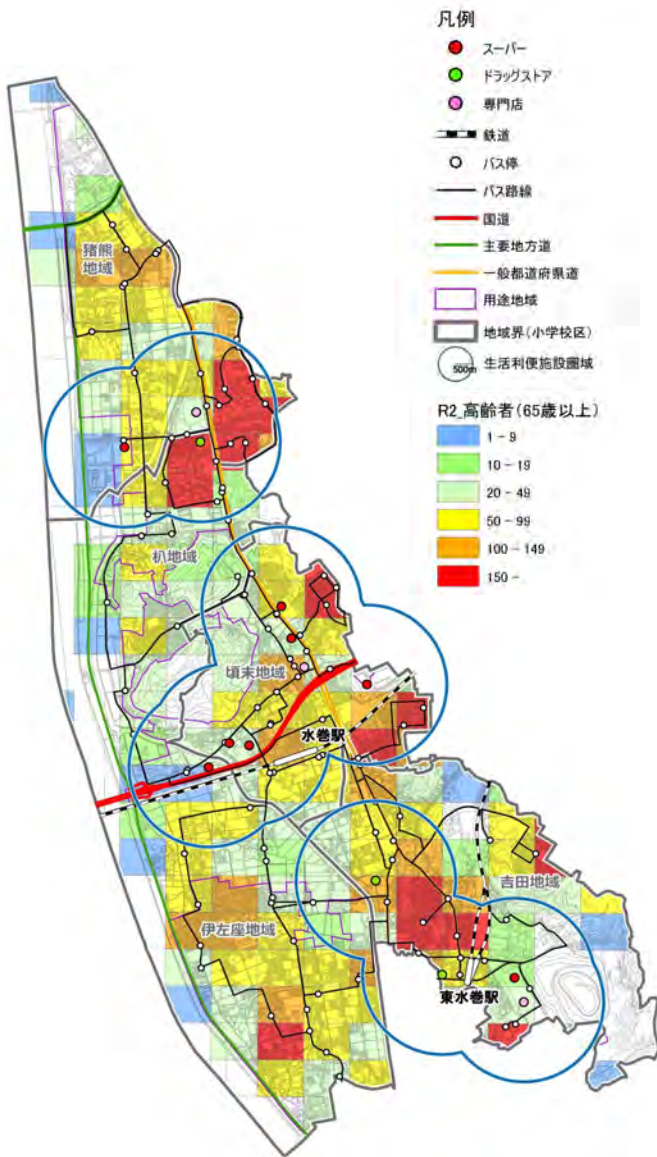 凡例
スーパー
ドラッグストア
専門店
鉄道
バス停
バス路線
国道
主要地方道
一般都道府県道
用途地域
地域界(小学校区)
500m
生活利便施設圏域
R2_高齢者(65歳以上)
1 - 9
10 - 19
20 - 49
50 - 99
100 - 149
150 -
猪熊
地域
朳地域
頃末地域
水巻駅
吉田地域
伊左座地域
東水巻駅